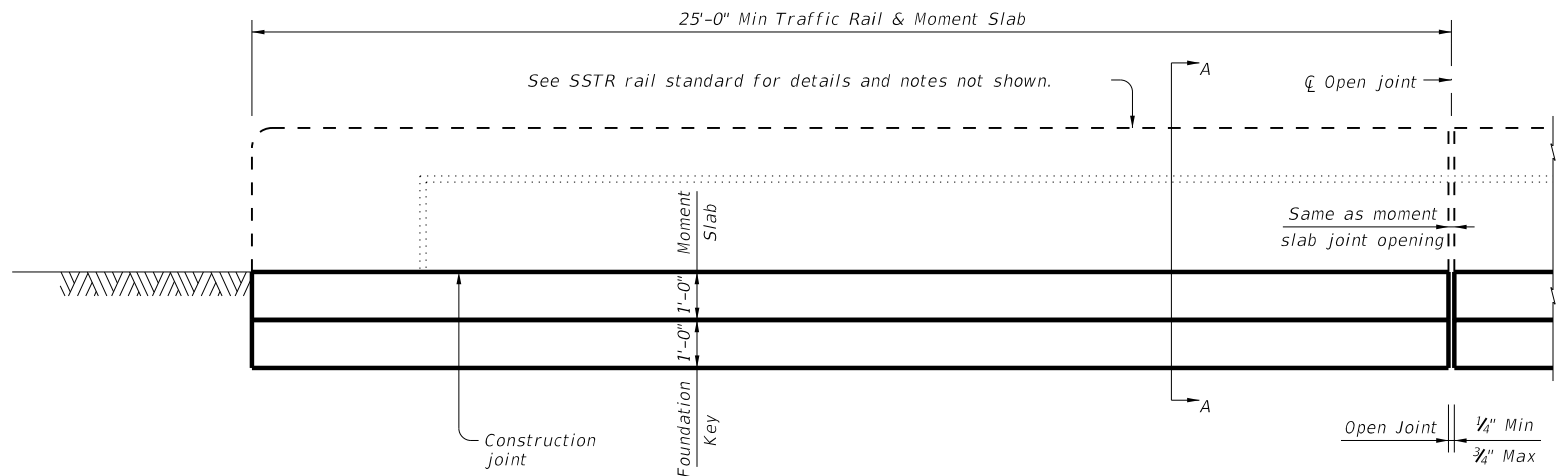 25'-0" Min Traffic Rail & Moment Slab
See SSTR rail standard for details and notes not shown.
A
℄ Open joint
Same as moment
slab joint opening
Moment
Slab
1'-0"
1'-0"
Foundation
Key
Construction
joint
A
Open Joint
1/4" Min
3/4" Max